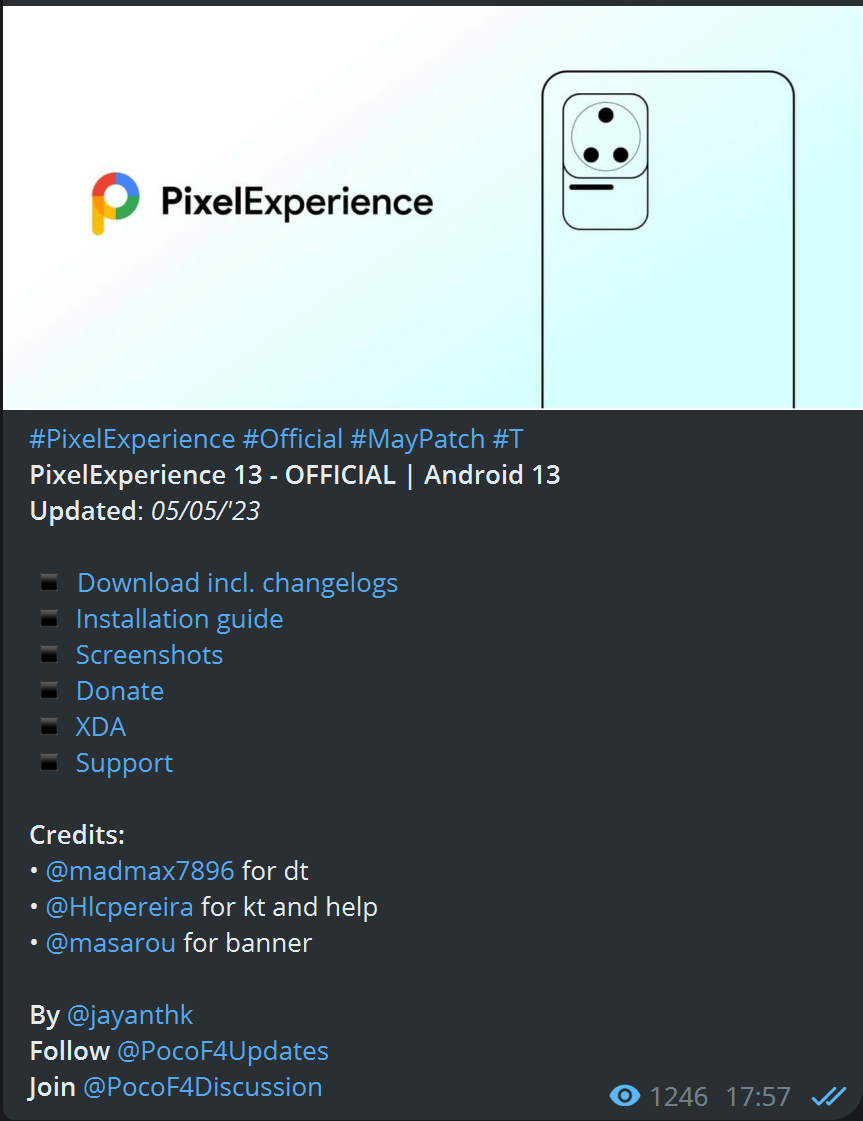 PixelExperience
#PixelExperience #Official #MayPatch #T
PixelExperience 13 - OFFICIAL | Android 13
Updated: 05/05/'23
▪ Download incl. changelogs
▪ Installation guide
▪ Screenshots
▪ Donate
▪ XDA
▪ Support
Credits:
• @madmax7896 for dt
• @Hlcpereira for kt and help
• @masarou for banner
By @jayanthk
Follow @PocoF4Updates
Join @PocoF4Discussion
1246 17:57